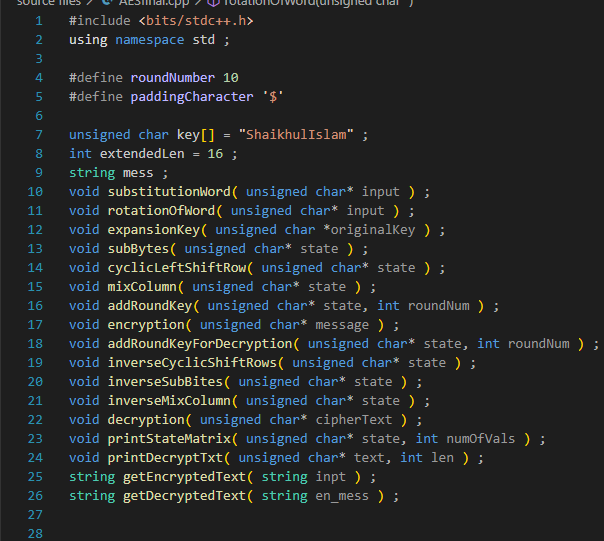 source files > AESfinal.cpp > rotationOfWord(unsigned char* )
1 #include <bits/stdc++.h>
2 using namespace std ;
3
4 #define roundNumber 10
5 #define paddingCharacter '$'
6
7 unsigned char key[] = "ShaikhulIslam" ;
8 int extendedLen = 16 ;
9 string mess ;
10 void substitutionWord( unsigned char* input ) ;
11 void rotationOfWord( unsigned char* input ) ;
12 void expansionKey( unsigned char *originalKey ) ;
13 void subBytes( unsigned char* state ) ;
14 void cyclicLeftShiftRow( unsigned char* state ) ;
15 void mixColumn( unsigned char* state ) ;
16 void addRoundKey( unsigned char* state, int roundNum ) ;
17 void encryption( unsigned char* message ) ;
18 void addRoundKeyForDecryption( unsigned char* state, int roundNum ) ;
19 void inverseCyclicShiftRows( unsigned char* state ) ;
20 void inverseSubBites( unsigned char* state ) ;
21 void inverseMixColumn( unsigned char* state ) ;
22 void decryption( unsigned char* cipherText ) ;
23 void printStateMatrix( unsigned char* state, int numOfVals ) ;
24 void printDecryptTxt( unsigned char* text, int len ) ;
25 string getEncryptedText( string inpt ) ;
26 string getDecryptedText( string en_mess ) ;
27
28